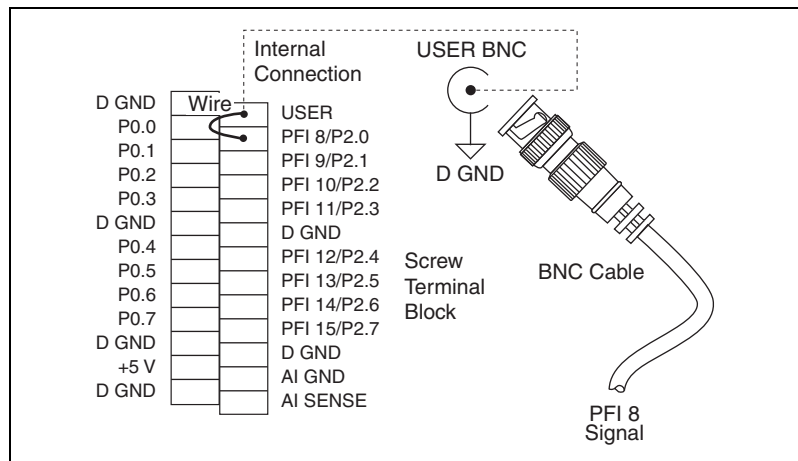 Internal
Connection
USER BNC
D GND
P0.0
P0.1
P0.2
P0.3
D GND
P0.4
P0.5
P0.6
P0.7
D GND
+5 V
D GND
Wire
USER
PFI 8/P2.0
PFI 9/P2.1
PFI 10/P2.2
PFI 11/P2.3
D GND
PFI 12/P2.4
PFI 13/P2.5
PFI 14/P2.6
PFI 15/P2.7
D GND
AI GND
AI SENSE
Screw
Terminal
Block
D GND
BNC Cable
PFI 8
Signal